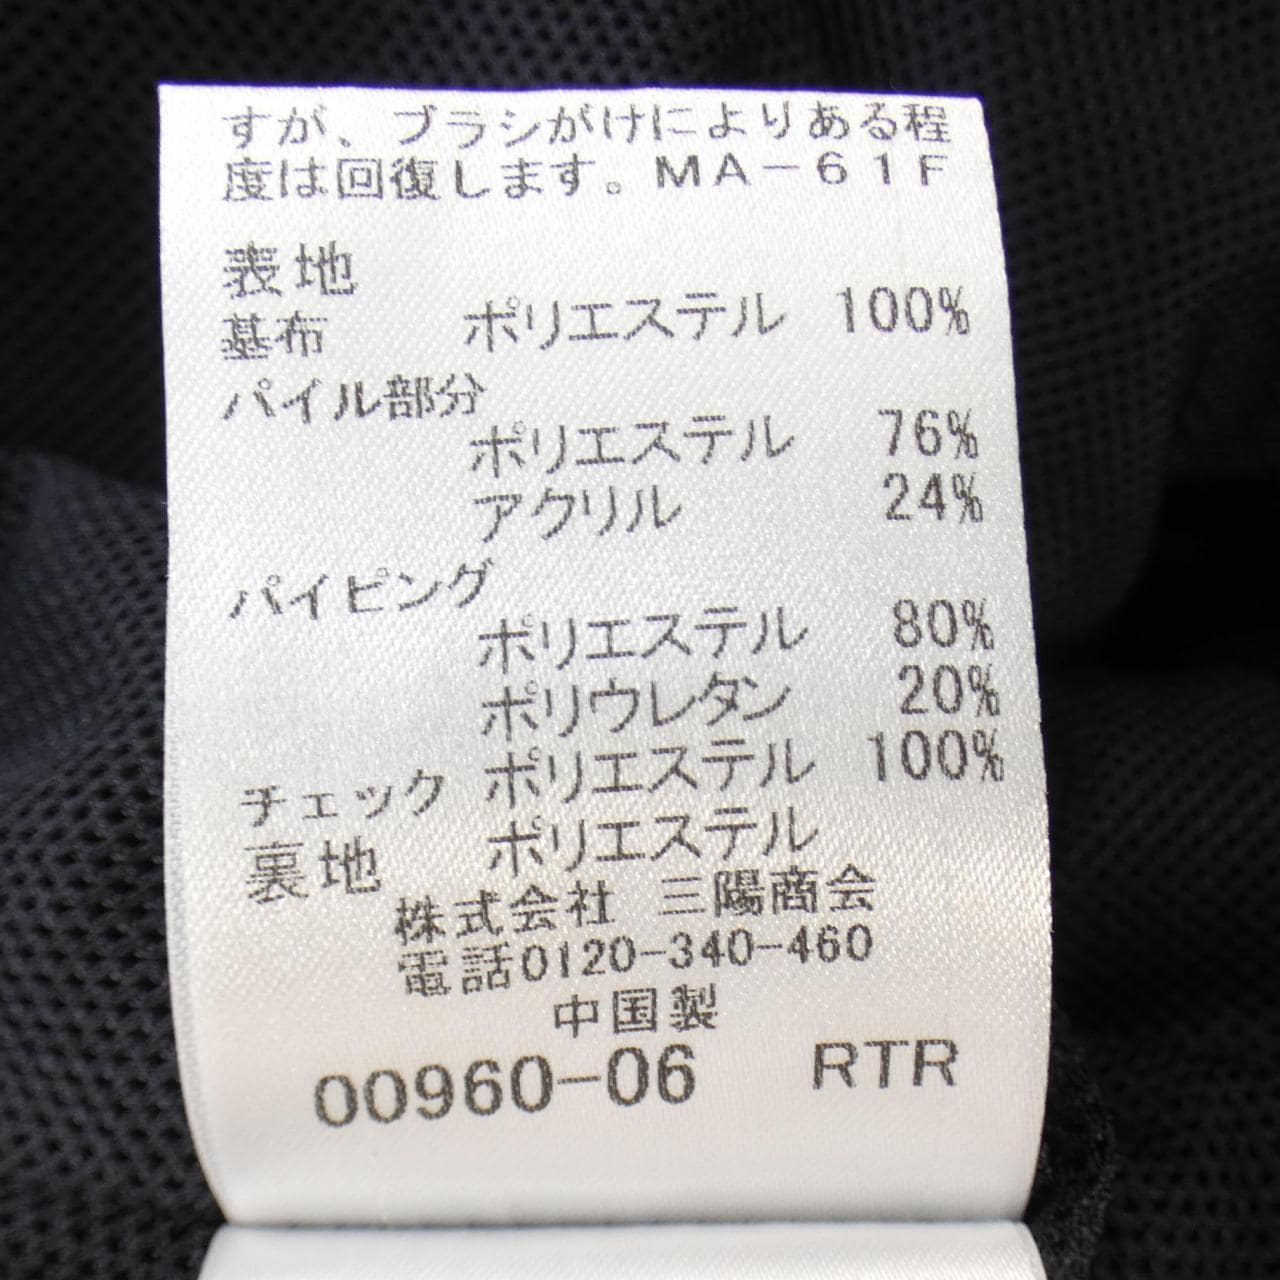 すが、ブラシがけによりある程
度は回復します。MA-61F
表地
基布 ポリエステル 100%
パイル部分
ポリエステル 76%
アクリル 24%
パイピング
ポリエステル 80%
ポリウレタン 20%
チェック ポリエステル 100%
裏地 ポリエステル
株式会社 三陽商会
電話0120-340-460
中国製
00960-06 RTR